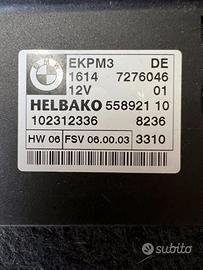 EKPM3 DE
1614 7276046
12V 01
HELBAKO 558921 10
102312336 8236
HW 06 FSV 06.00.03 3310
subito